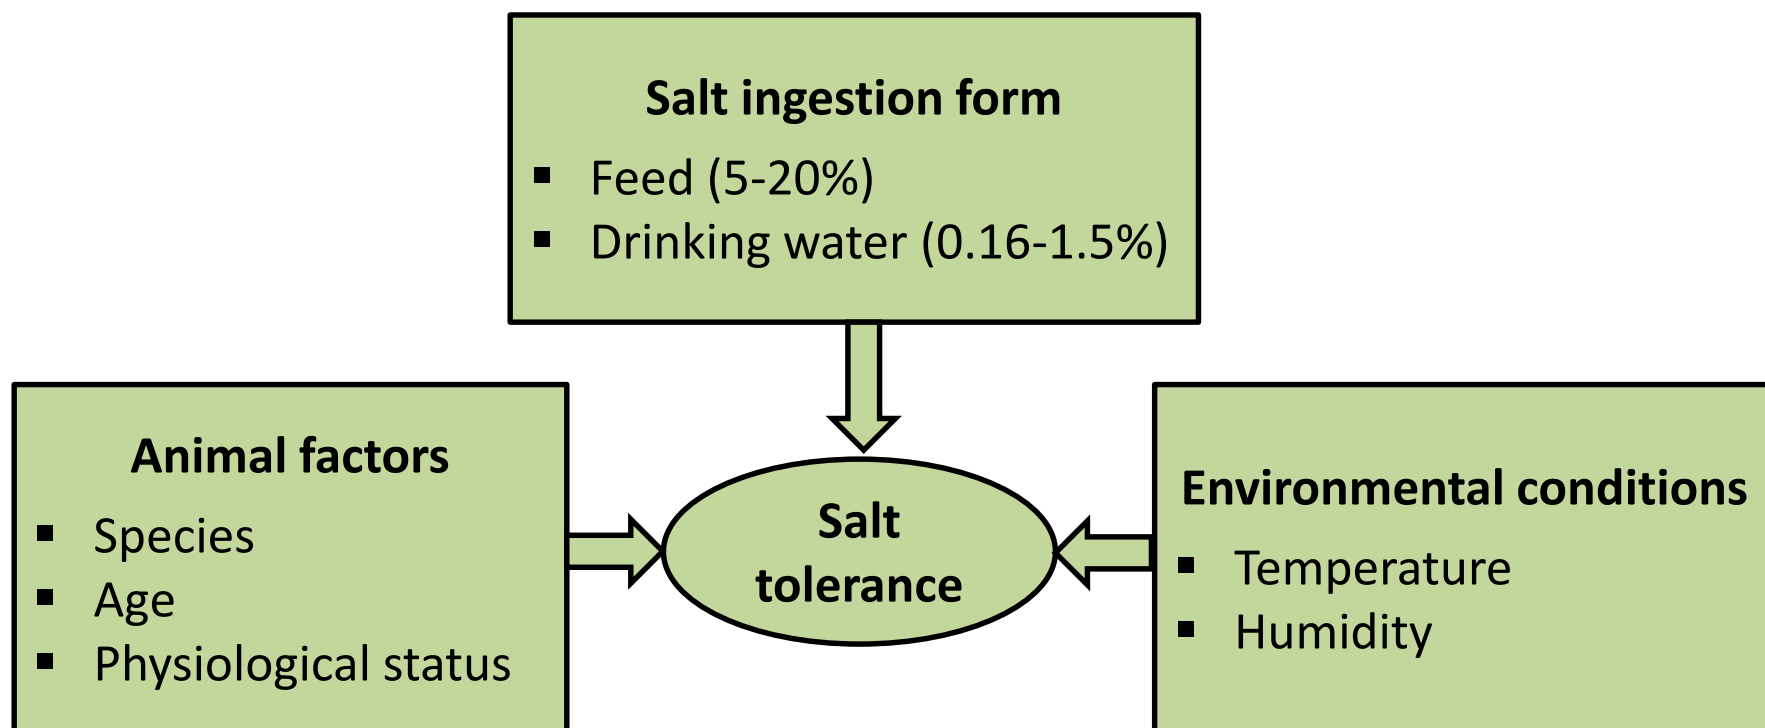 Salt ingestion form
▪ Feed (5-20%)
▪ Drinking water (0.16-1.5%)
Animal factors
▪ Species
▪ Age
▪ Physiological status
Salt
tolerance
Environmental conditions
▪ Temperature
▪ Humidity